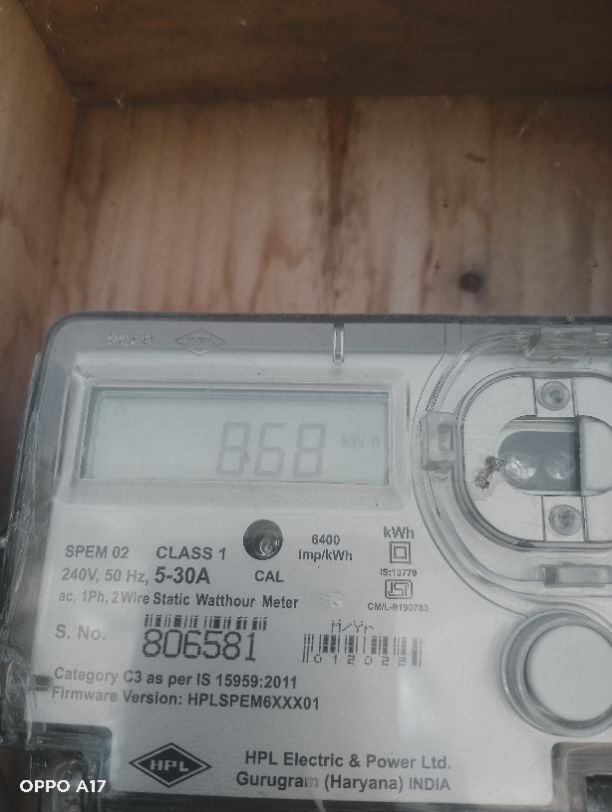 HPL
868 kWh
6400
imp/kWh
kWh
SPEM 02 CLASS 1
240V, 50 Hz, 5-30A
CAL
IS:13779
ISI
CM/L-9190783
ac, 1Ph, 2 Wire Static Watthour Meter
M/Yr
S. No.
806581
012022
Category C3 as per IS 15959:2011
Firmware Version: HPLSPEM6XXX01
HPL
HPL Electric & Power Ltd.
Gurugram (Haryana) INDIA
OPPO A17